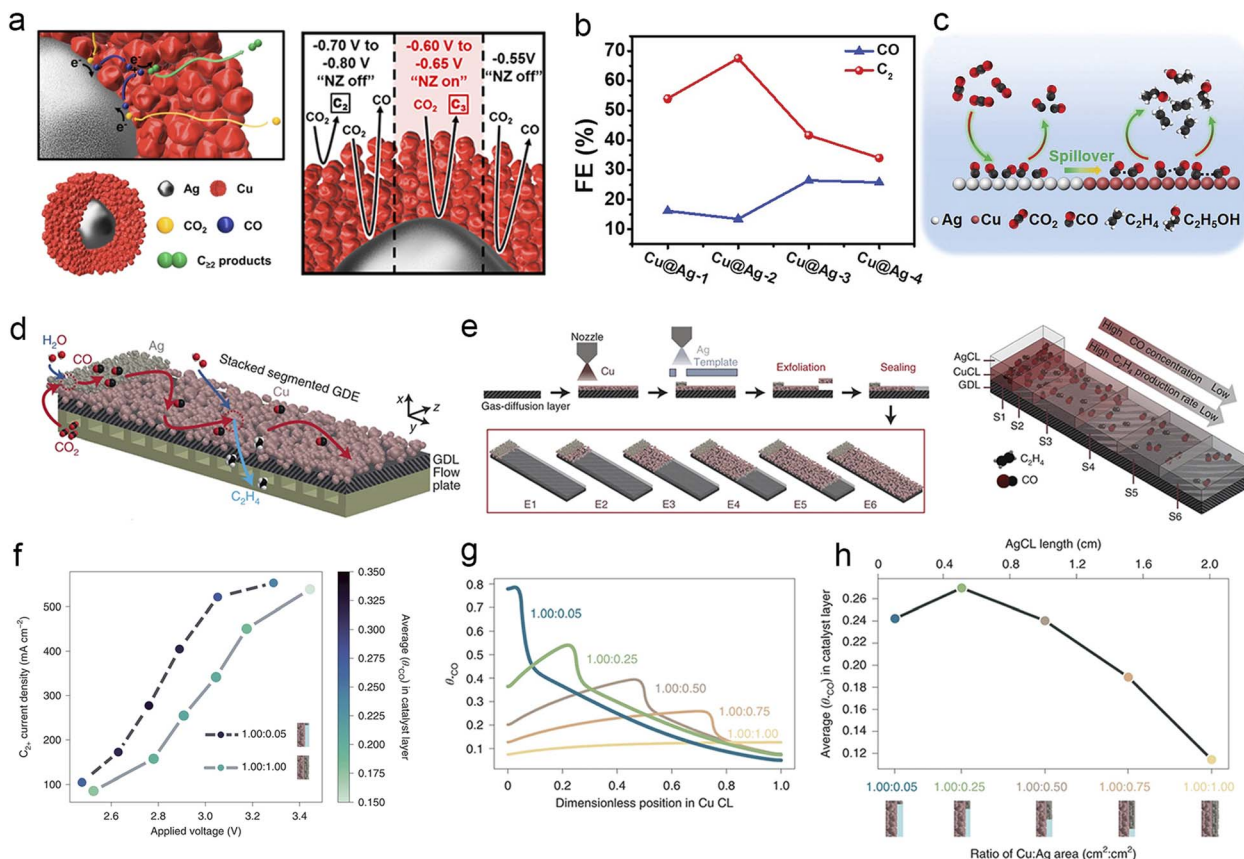 a
-0.70 V to
-0.80 V
“NZ off”
-0.60 V to
-0.65 V
“NZ on”
-0.55V
“NZ off”
C₂
CO
CO₂
C₃
CO₂
CO
CO₂
e⁻
e⁻
Ag
Cu
CO₂
CO
C≥2 products
b
FE (%)
70
60
50
40
30
20
10
CO
C₂
Cu@Ag-1
Cu@Ag-2
Cu@Ag-3
Cu@Ag-4
c
Spillover
Ag
Cu
CO₂
CO
C₂H₄
C₂H₅OH
d
H₂O
CO
Ag
Stacked segmented GDE
Cu
CO₂
C₂H₄
x
z
y
GDL
Flow
plate
e
Nozzle
Cu
Ag
Template
Exfoliation
Sealing
Gas-diffusion layer
E1
E2
E3
E4
E5
E6
AgCL
CuCL
GDL
High CO concentration Low
High C₂H₄ production rate Low
S1
S2
S3
S4
S5
S6
C₂H₄
CO
f
C₂₊ current density (mA cm⁻²)
500
400
300
200
100
2.6
2.8
3.0
3.2
3.4
Applied voltage (V)
1.00:0.05
1.00:1.00
0.350
0.325
0.300
0.275
0.250
0.225
0.200
0.175
0.150
Average (θ*CO) in
catalyst layer
g
θ*CO
0.8
0.7
0.6
0.5
0.4
0.3
0.2
0.1
1.00:0.05
1.00:0.25
1.00:0.50
1.00:0.75
1.00:1.00
0
0.2
0.4
0.6
0.8
1.0
Dimensionless position in Cu CL
h
AgCL length (cm)
0
0.5
1.0
1.5
2.0
Average (θ*CO) in catalyst layer
0.26
0.24
0.22
0.20
0.18
0.16
0.14
0.12
1.00:0.05
1.00:0.25
1.00:0.50
1.00:0.75
1.00:1.00
Ratio of Cu:Ag area (cm²:cm²)